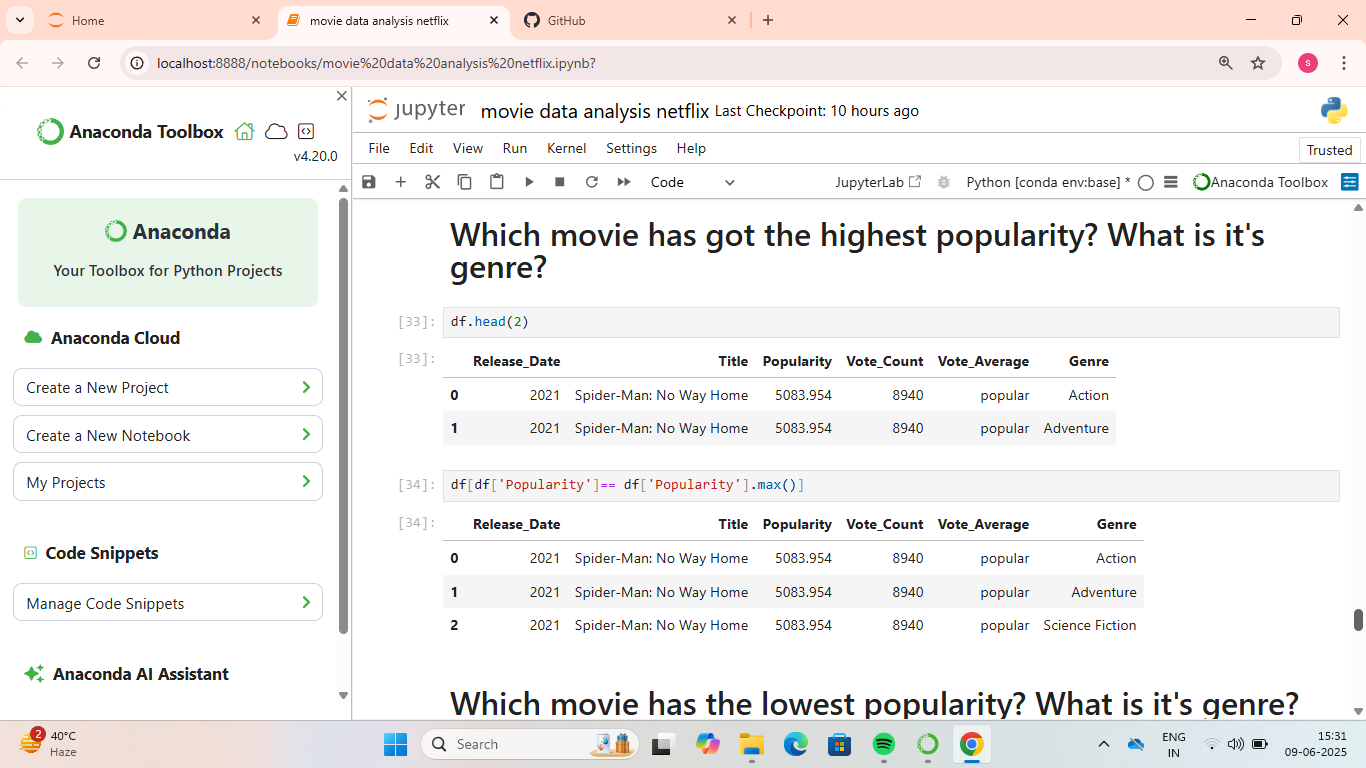 Home
movie data analysis netflix
GitHub
localhost:8888/notebooks/movie%20data%20analysis%20netflix.ipynb?
s
Anaconda Toolbox
v4.20.0
Anaconda
Your Toolbox for Python Projects
Anaconda Cloud
Create a New Project
Create a New Notebook
My Projects
Code Snippets
Manage Code Snippets
Anaconda AI Assistant
jupyter movie data analysis netflix Last Checkpoint: 10 hours ago
File Edit View Run Kernel Settings Help
Trusted
Code
JupyterLab
Python [conda env:base] *
Anaconda Toolbox
Which movie has got the highest popularity? What is it's
genre?
[33]: df.head(2)
[33]: Release_Date Title Popularity Vote_Count Vote_Average Genre
0 2021 Spider-Man: No Way Home 5083.954 8940 popular Action
1 2021 Spider-Man: No Way Home 5083.954 8940 popular Adventure
[34]: df[df['Popularity']== df['Popularity'].max()]
[34]: Release_Date Title Popularity Vote_Count Vote_Average Genre
0 2021 Spider-Man: No Way Home 5083.954 8940 popular Action
1 2021 Spider-Man: No Way Home 5083.954 8940 popular Adventure
2 2021 Spider-Man: No Way Home 5083.954 8940 popular Science Fiction
Which movie has the lowest popularity? What is it's genre?
2
40°C
Haze
Search
ENG
IN
15:31
09-06-2025